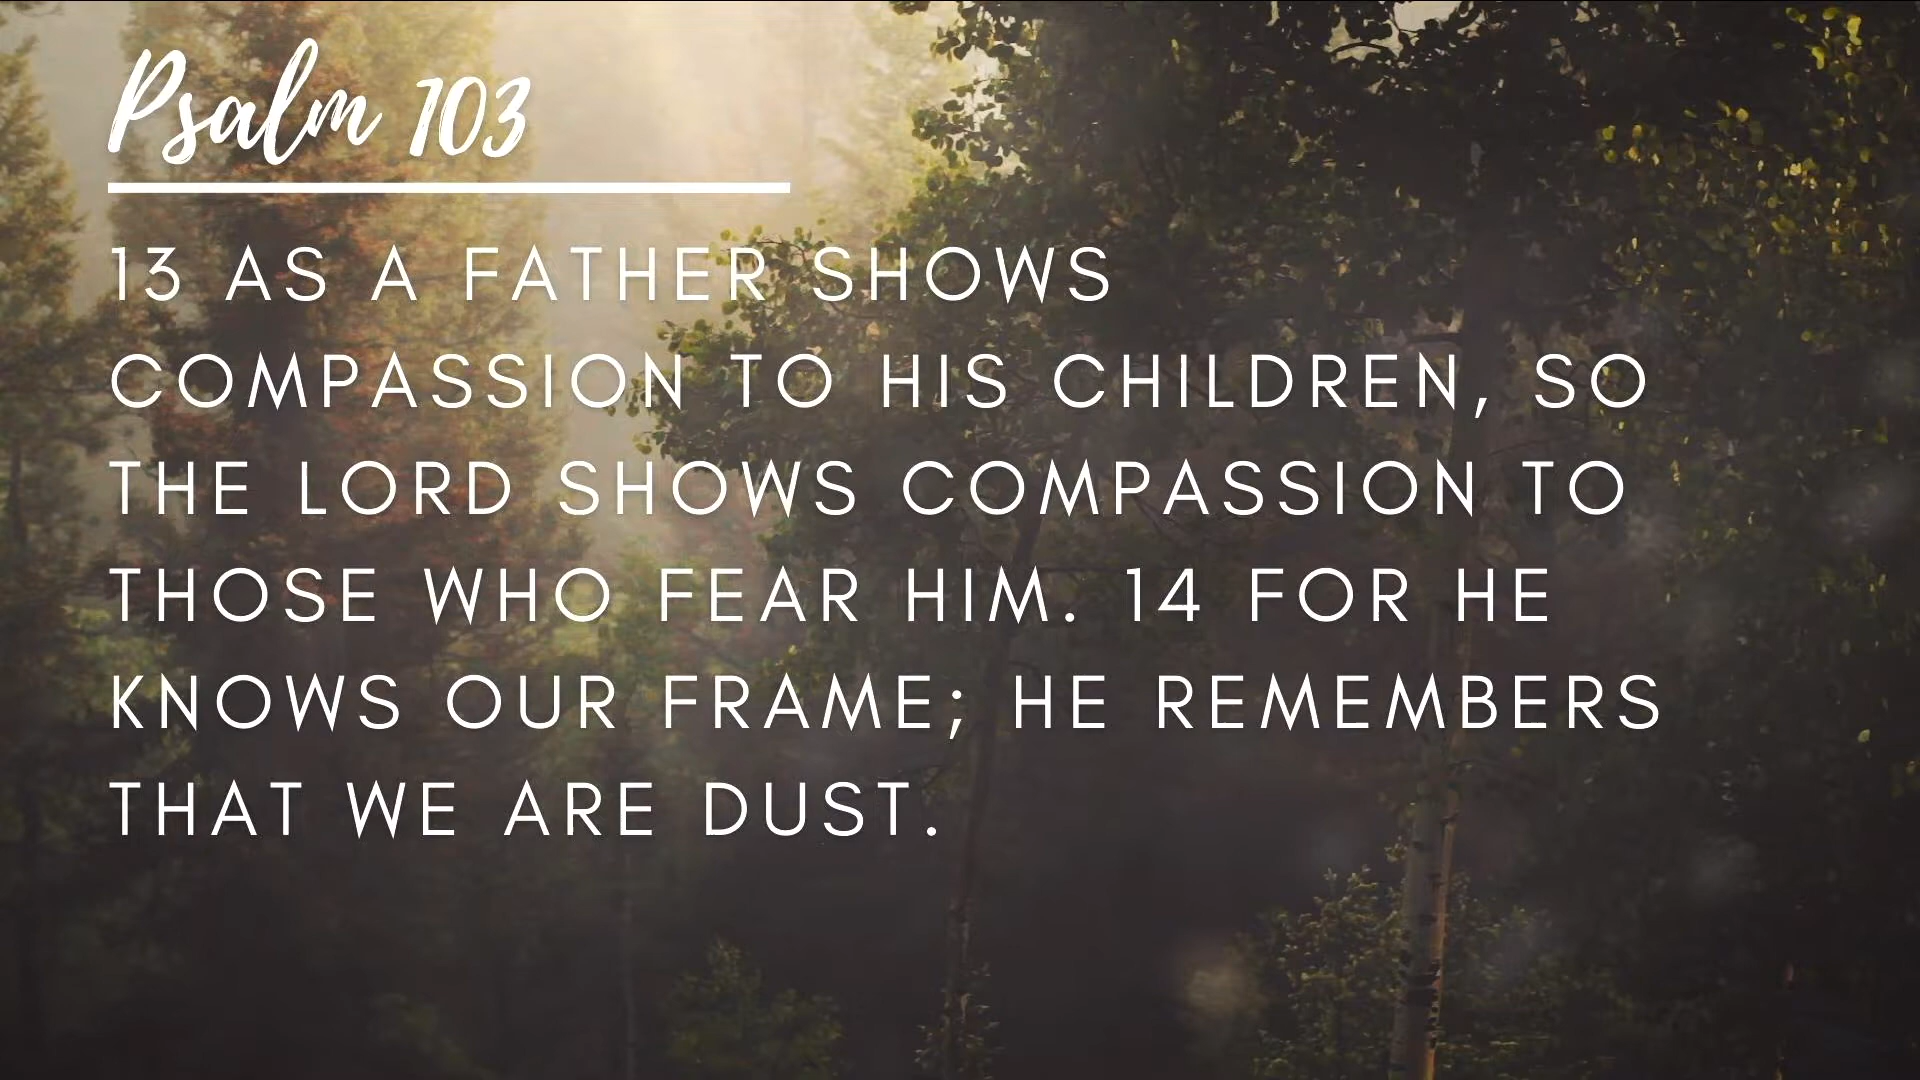 Psalm 103
13 AS A FATHER SHOWS
COMPASSION TO HIS CHILDREN, SO
THE LORD SHOWS COMPASSION TO
THOSE WHO FEAR HIM. 14 FOR HE
KNOWS OUR FRAME; HE REMEMBERS
THAT WE ARE DUST.